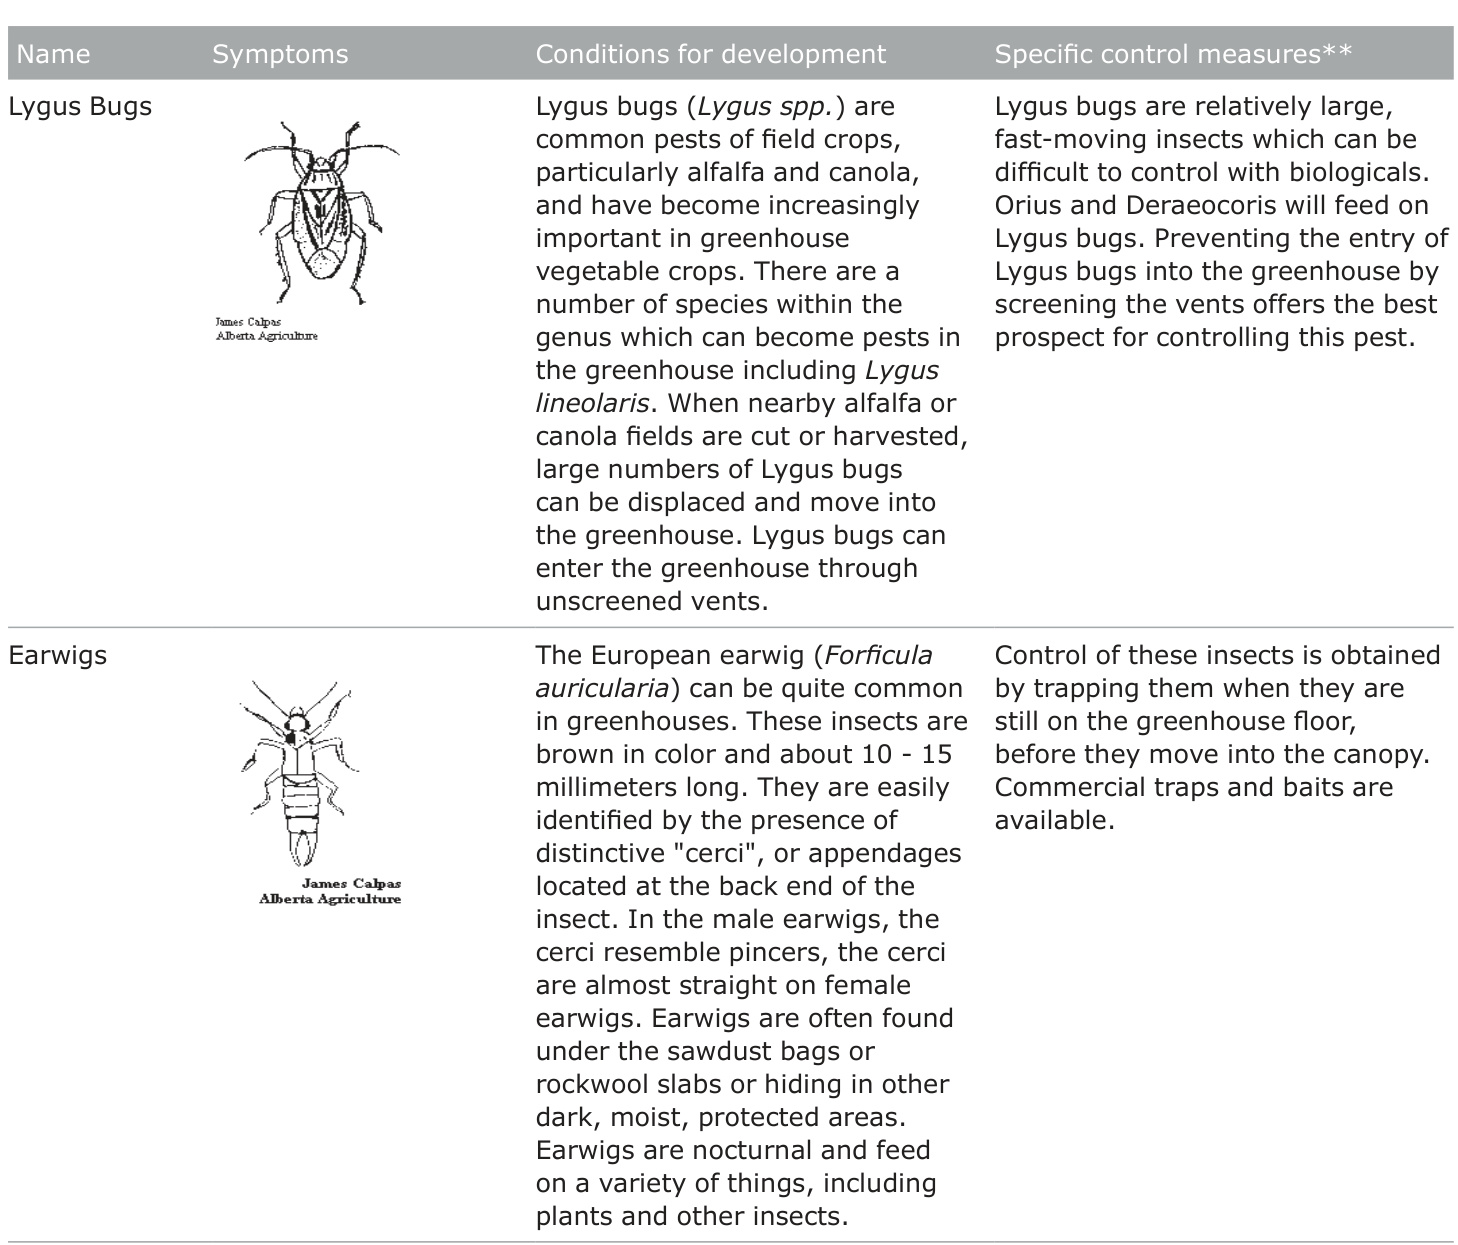 Name Symptoms Conditions for development Specific control measures**
Lygus Bugs
James Calpas
Alberta Agriculture
Lygus bugs (Lygus spp.) are
common pests of field crops,
particularly alfalfa and canola,
and have become increasingly
important in greenhouse
vegetable crops. There are a
number of species within the
genus which can become pests in
the greenhouse including Lygus
lineolaris. When nearby alfalfa or
canola fields are cut or harvested,
large numbers of Lygus bugs
can be displaced and move into
the greenhouse. Lygus bugs can
enter the greenhouse through
unscreened vents.
Lygus bugs are relatively large,
fast-moving insects which can be
difficult to control with biologicals.
Orius and Deraeocoris will feed on
Lygus bugs. Preventing the entry of
Lygus bugs into the greenhouse by
screening the vents offers the best
prospect for controlling this pest.
Earwigs
James Calpas
Alberta Agriculture
The European earwig (Forficula
auricularia) can be quite common
in greenhouses. These insects are
brown in color and about 10 - 15
millimeters long. They are easily
identified by the presence of
distinctive "cerci", or appendages
located at the back end of the
insect. In the male earwigs, the
cerci resemble pincers, the cerci
are almost straight on female
earwigs. Earwigs are often found
under the sawdust bags or
rockwool slabs or hiding in other
dark, moist, protected areas.
Earwigs are nocturnal and feed
on a variety of things, including
plants and other insects.
Control of these insects is obtained
by trapping them when they are
still on the greenhouse floor,
before they move into the canopy.
Commercial traps and baits are
available.